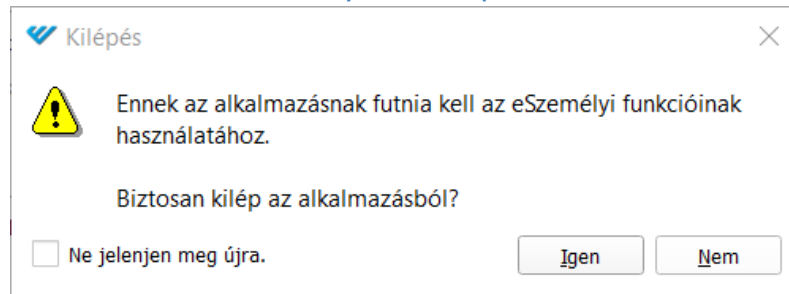 Kilépés
Ennek az alkalmazásnak futnia kell az eSzemélyi funkcióinak
használatához.
Biztosan kilép az alkalmazásból?
Ne jelenjen meg újra.
Igen
Nem